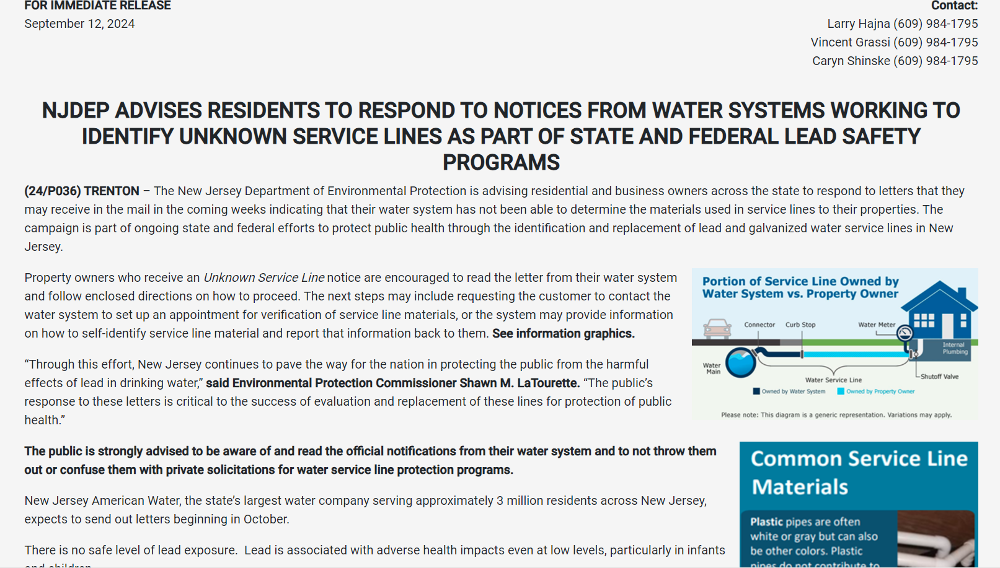 FOR IMMEDIATE RELEASE
September 12, 2024
Contact:
Larry Hajna (609) 984-1795
Vincent Grassi (609) 984-1795
Caryn Shinske (609) 984-1795
NJDEP ADVISES RESIDENTS TO RESPOND TO NOTICES FROM WATER SYSTEMS WORKING TO
IDENTIFY UNKNOWN SERVICE LINES AS PART OF STATE AND FEDERAL LEAD SAFETY
PROGRAMS
(24/P036) TRENTON – The New Jersey Department of Environmental Protection is advising residential and business owners across the state to respond to letters that they
may receive in the mail in the coming weeks indicating that their water system has not been able to determine the materials used in service lines to their properties. The
campaign is part of ongoing state and federal efforts to protect public health through the identification and replacement of lead and galvanized water service lines in New
Jersey.
Property owners who receive an Unknown Service Line notice are encouraged to read the letter from their water system
and follow enclosed directions on how to proceed. The next steps may include requesting the customer to contact the
water system to set up an appointment for verification of service line materials, or the system may provide information
on how to self-identify service line material and report that information back to them. See information graphics.
“Through this effort, New Jersey continues to pave the way for the nation in protecting the public from the harmful
effects of lead in drinking water,” said Environmental Protection Commissioner Shawn M. LaTourette. “The public’s
response to these letters is critical to the success of evaluation and replacement of these lines for protection of public
health.”
Portion of Service Line Owned by
Water System vs. Property Owner
Connector
Curb Stop
Water Meter
Internal
Plumbing
Water
Main
Shutoff Valve
Water Service Line
Owned by Water System
Owned by Property Owner
Please note: This diagram is a generic representation. Variations may apply.
The public is strongly advised to be aware of and read the official notifications from their water system and to not throw them
out or confuse them with private solicitations for water service line protection programs.
New Jersey American Water, the state’s largest water company serving approximately 3 million residents across New Jersey,
expects to send out letters beginning in October.
There is no safe level of lead exposure.  Lead is associated with adverse health impacts even at low levels, particularly in infants
and children.
Common Service Line
Materials
Plastic pipes are often
white or gray but can also
be other colors. Plastic
pipes do not contribute to